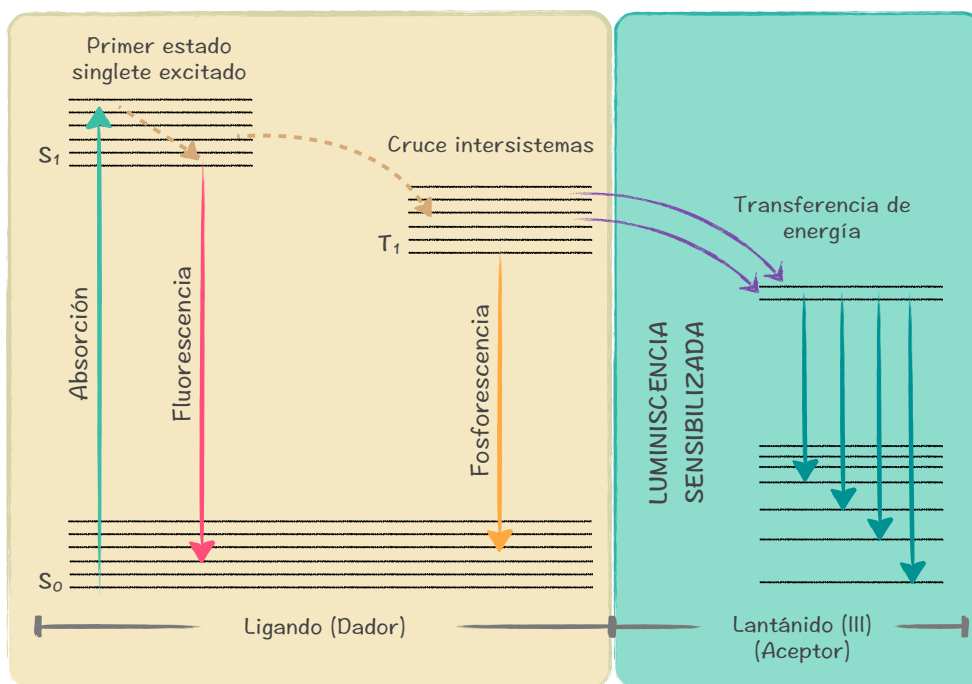 Primer estado
singlete excitado
S₁
Cruce intersistemas
T₁
Transferencia de
energía
Absorción
Fluorescencia
Fosforescencia
LUMINISCENCIA
SENSIBILIZADA
S₀
Ligando (Dador)
Lantánido (III)
(Aceptor)